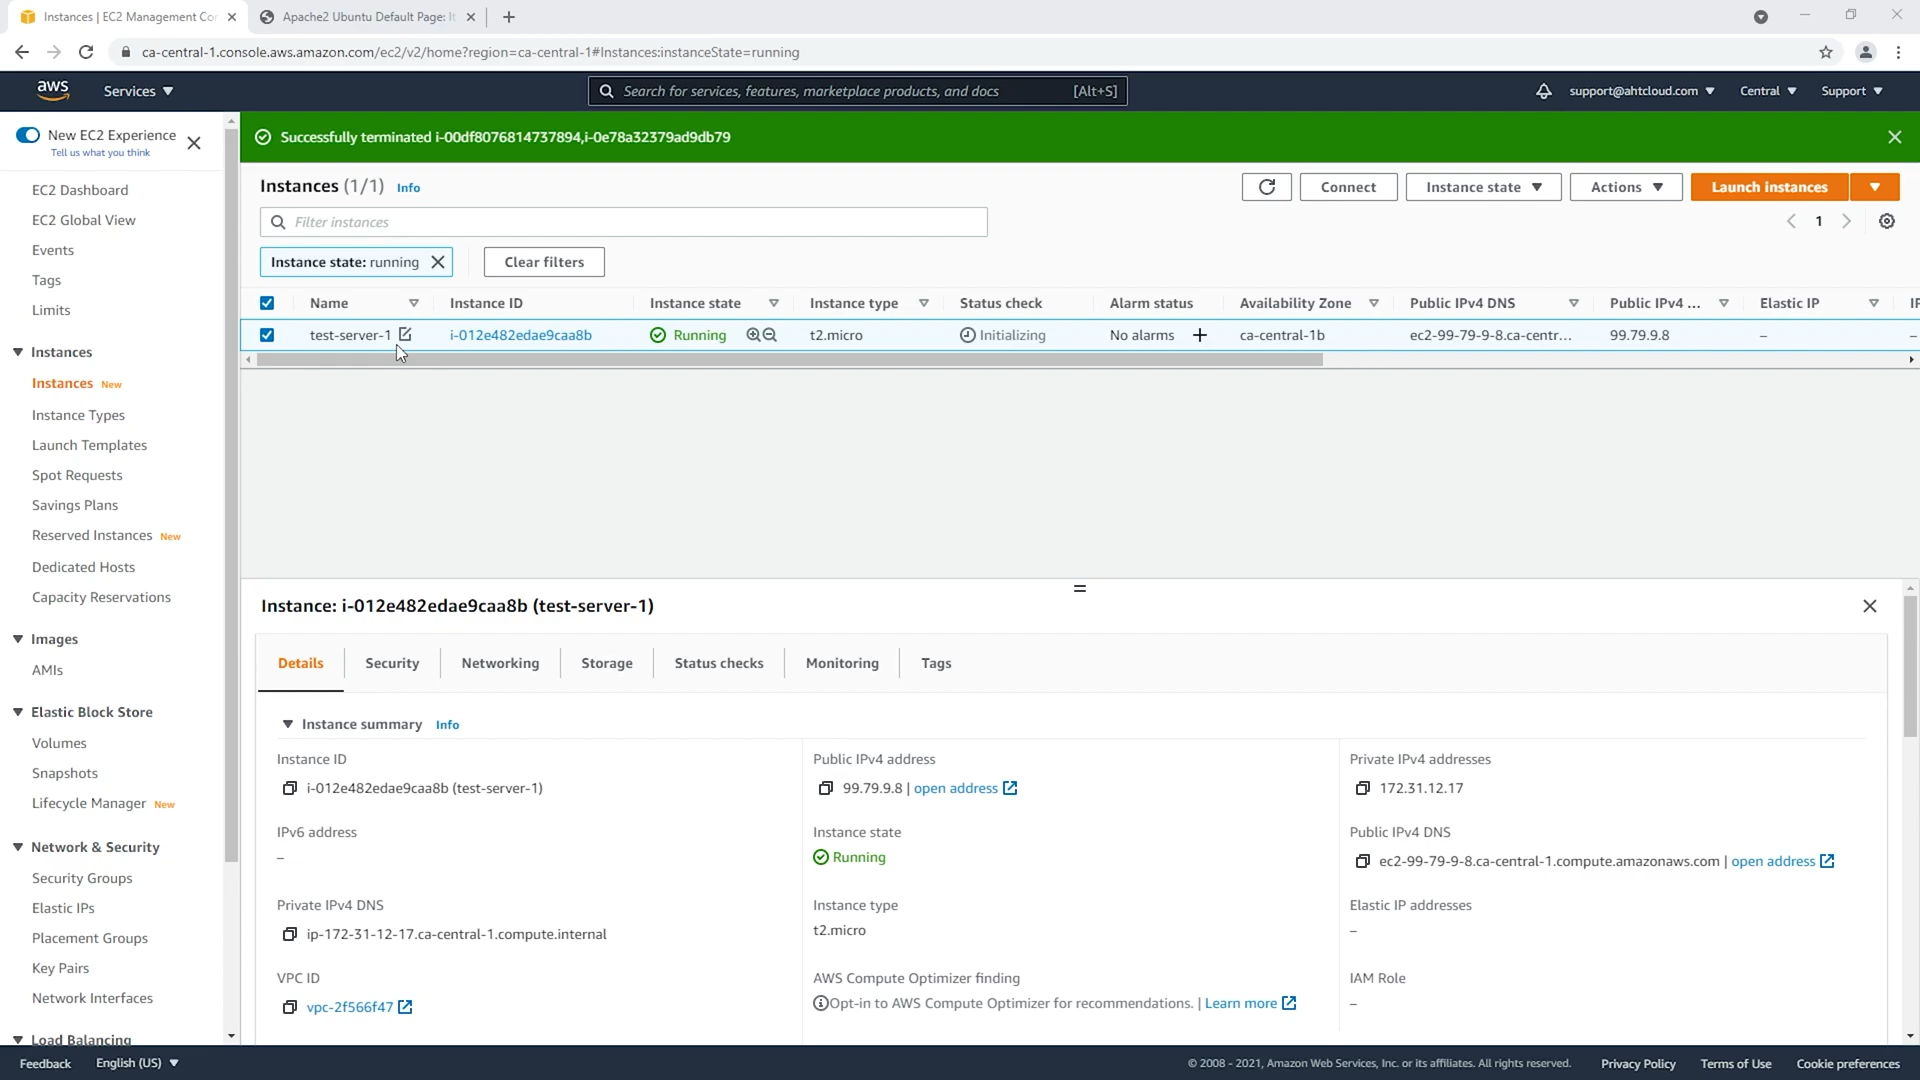 Instances | EC2 Management Con
Apache2 Ubuntu Default Page: It
ca-central-1.console.aws.amazon.com/ec2/v2/home?region=ca-central-1#Instances:instanceState=running
aws
Services
Search for services, features, marketplace products, and docs
[Alt+S]
support@ahtcloud.com
Central
Support
New EC2 Experience
Tell us what you think
Successfully terminated i-00df8076814737894,i-0e78a32379ad9db79
EC2 Dashboard
EC2 Global View
Events
Tags
Limits
Instances
Instances New
Instance Types
Launch Templates
Spot Requests
Savings Plans
Reserved Instances New
Dedicated Hosts
Capacity Reservations
Images
AMIs
Elastic Block Store
Volumes
Snapshots
Lifecycle Manager New
Network & Security
Security Groups
Elastic IPs
Placement Groups
Key Pairs
Network Interfaces
Load Balancing
Instances (1/1) Info
Connect
Instance state
Actions
Launch instances
Filter instances
1
Instance state: running
Clear filters
Name Instance ID Instance state Instance type Status check Alarm status Availability Zone Public IPv4 DNS Public IPv4 ... Elastic IP IP
test-server-1 i-012e482edae9caa8b Running t2.micro Initializing No alarms + ca-central-1b ec2-99-79-9-8.ca-centr... 99.79.9.8 – –
Instance: i-012e482edae9caa8b (test-server-1)
Details Security Networking Storage Status checks Monitoring Tags
Instance summary Info
Instance ID
i-012e482edae9caa8b (test-server-1)
Public IPv4 address
99.79.9.8 | open address
Private IPv4 addresses
172.31.12.17
IPv6 address
–
Instance state
Running
Public IPv4 DNS
ec2-99-79-9-8.ca-central-1.compute.amazonaws.com | open address
Private IPv4 DNS
ip-172-31-12-17.ca-central-1.compute.internal
Instance type
t2.micro
Elastic IP addresses
–
VPC ID
vpc-2f566f47
AWS Compute Optimizer finding
Opt-in to AWS Compute Optimizer for recommendations. | Learn more
IAM Role
–
Feedback
English (US)
© 2008 - 2021, Amazon Web Services, Inc. or its affiliates. All rights reserved.
Privacy Policy
Terms of Use
Cookie preferences